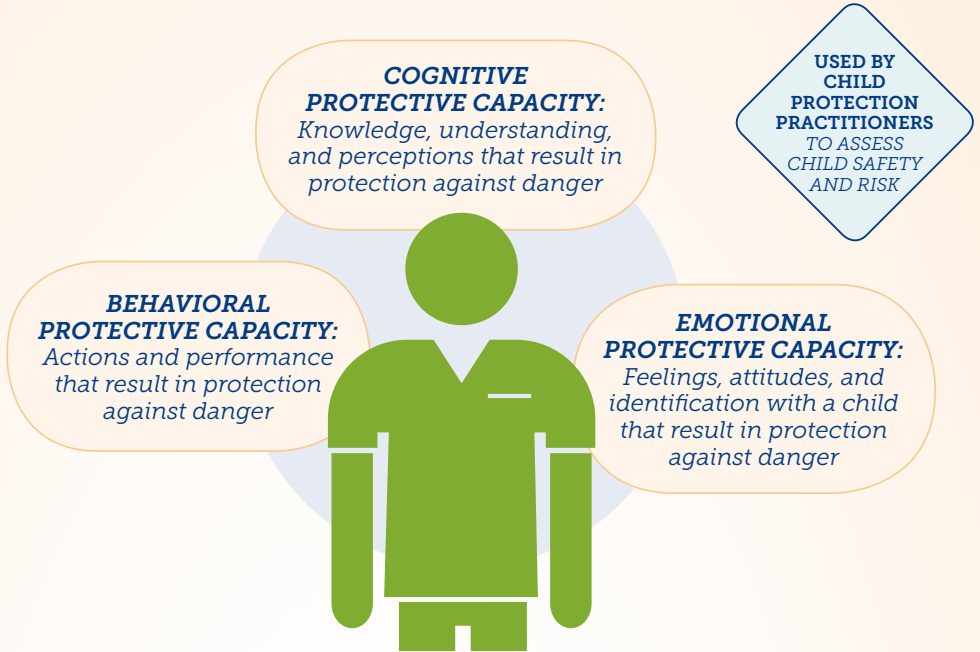 COGNITIVE
PROTECTIVE CAPACITY:
Knowledge, understanding,
and perceptions that result in
protection against danger
USED BY
CHILD
PROTECTION
PRACTITIONERS
TO ASSESS
CHILD SAFETY
AND RISK
BEHAVIORAL
PROTECTIVE CAPACITY:
Actions and performance
that result in protection
against danger
EMOTIONAL
PROTECTIVE CAPACITY:
Feelings, attitudes, and
identification with a child
that result in protection
against danger